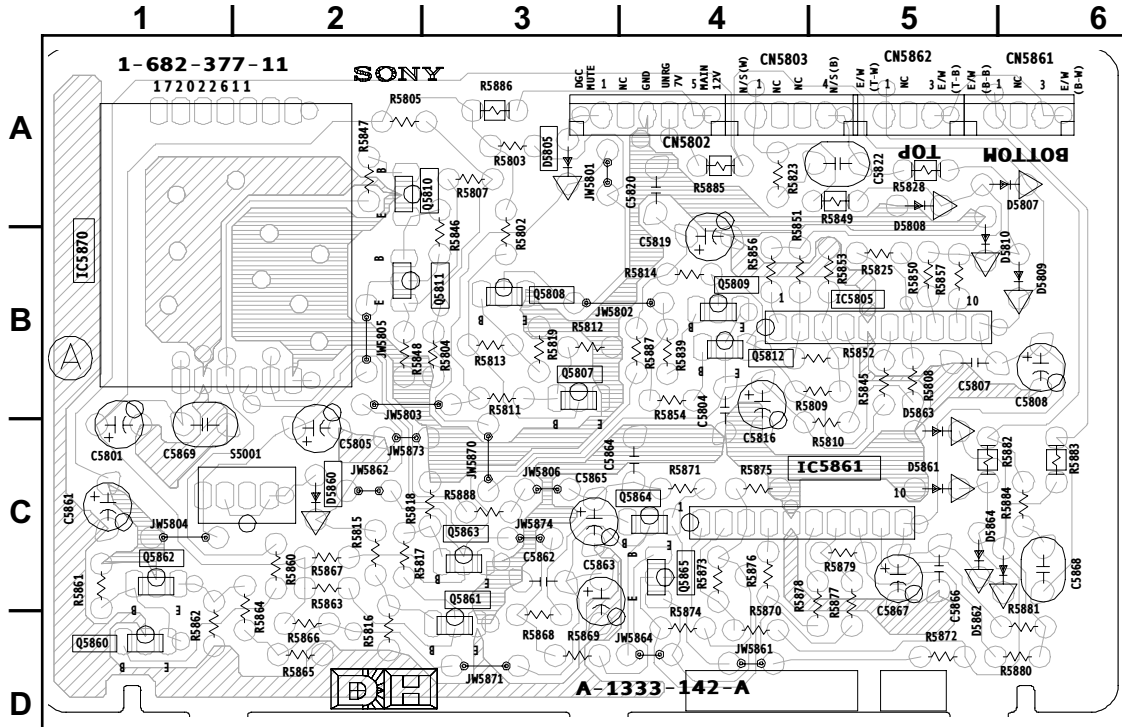 1 2 3 4 5 6
A
B
C
D
1-682-377-11
172022611
SONY
CN5803 CN5862 CN5861
DGC MUTE 1 NC GND UNRG 7V 5 MAIN 12V
N/S(W) 1 NC NC 4 N/S(B)
E/W (T-W) 1 NC 3 E/W (T-B)
E/W (B-B) 1 NC 3 E/W (B-W)
R5886
R5805
R5847
R5803
D5805
CN5802
TOP
BOTTOM
JW5801
C5820
R5885
R5823
C5822
R5828
D5807
B
Q5810
E
R5807
R5849
D5808
IC5870
R5846
R5802
C5819
R5856
R5851
R5853
R5825
R5850
R5857
D5810
D5809
B
Q5811
E
R5814
Q5808
Q5809
1
IC5805
10
B
E
JW5802
B
E
JW5805
R5812
R5848
R5804
R5813
R5819
R5887
R5839
Q5812
R5852
A
Q5807
B
E
R5845
R5808
C5807
C5808
JW5803
R5811
R5854
C5804
C5816
R5809
D5863
R5810
B
E
C5801
C5869
S5001
C5805
JW5873
JW5862
JW5870
JW5806
C5864
R5871
R5875
IC5861
D5861
R5882
R5883
C5861
D5860
R5818
R5888
C5865
Q5864
1
10
R5884
JW5804
R5815
Q5863
JW5874
B
E
D5864
Q5862
R5860
R5867
R5817
C5862
C5863
B
Q5865
E
R5873
R5876
R5879
C5868
R5861
B
E
R5863
B
E
R5878
R5877
C5867
C5866
D5862
R5881
Q5861
R5862
R5864
R5866
R5816
R5868
R5869
JW5864
R5874
R5870
R5872
Q5860
B
E
R5865
B
E
JW5871
JW5861
R5880
DH
A-1333-142-A